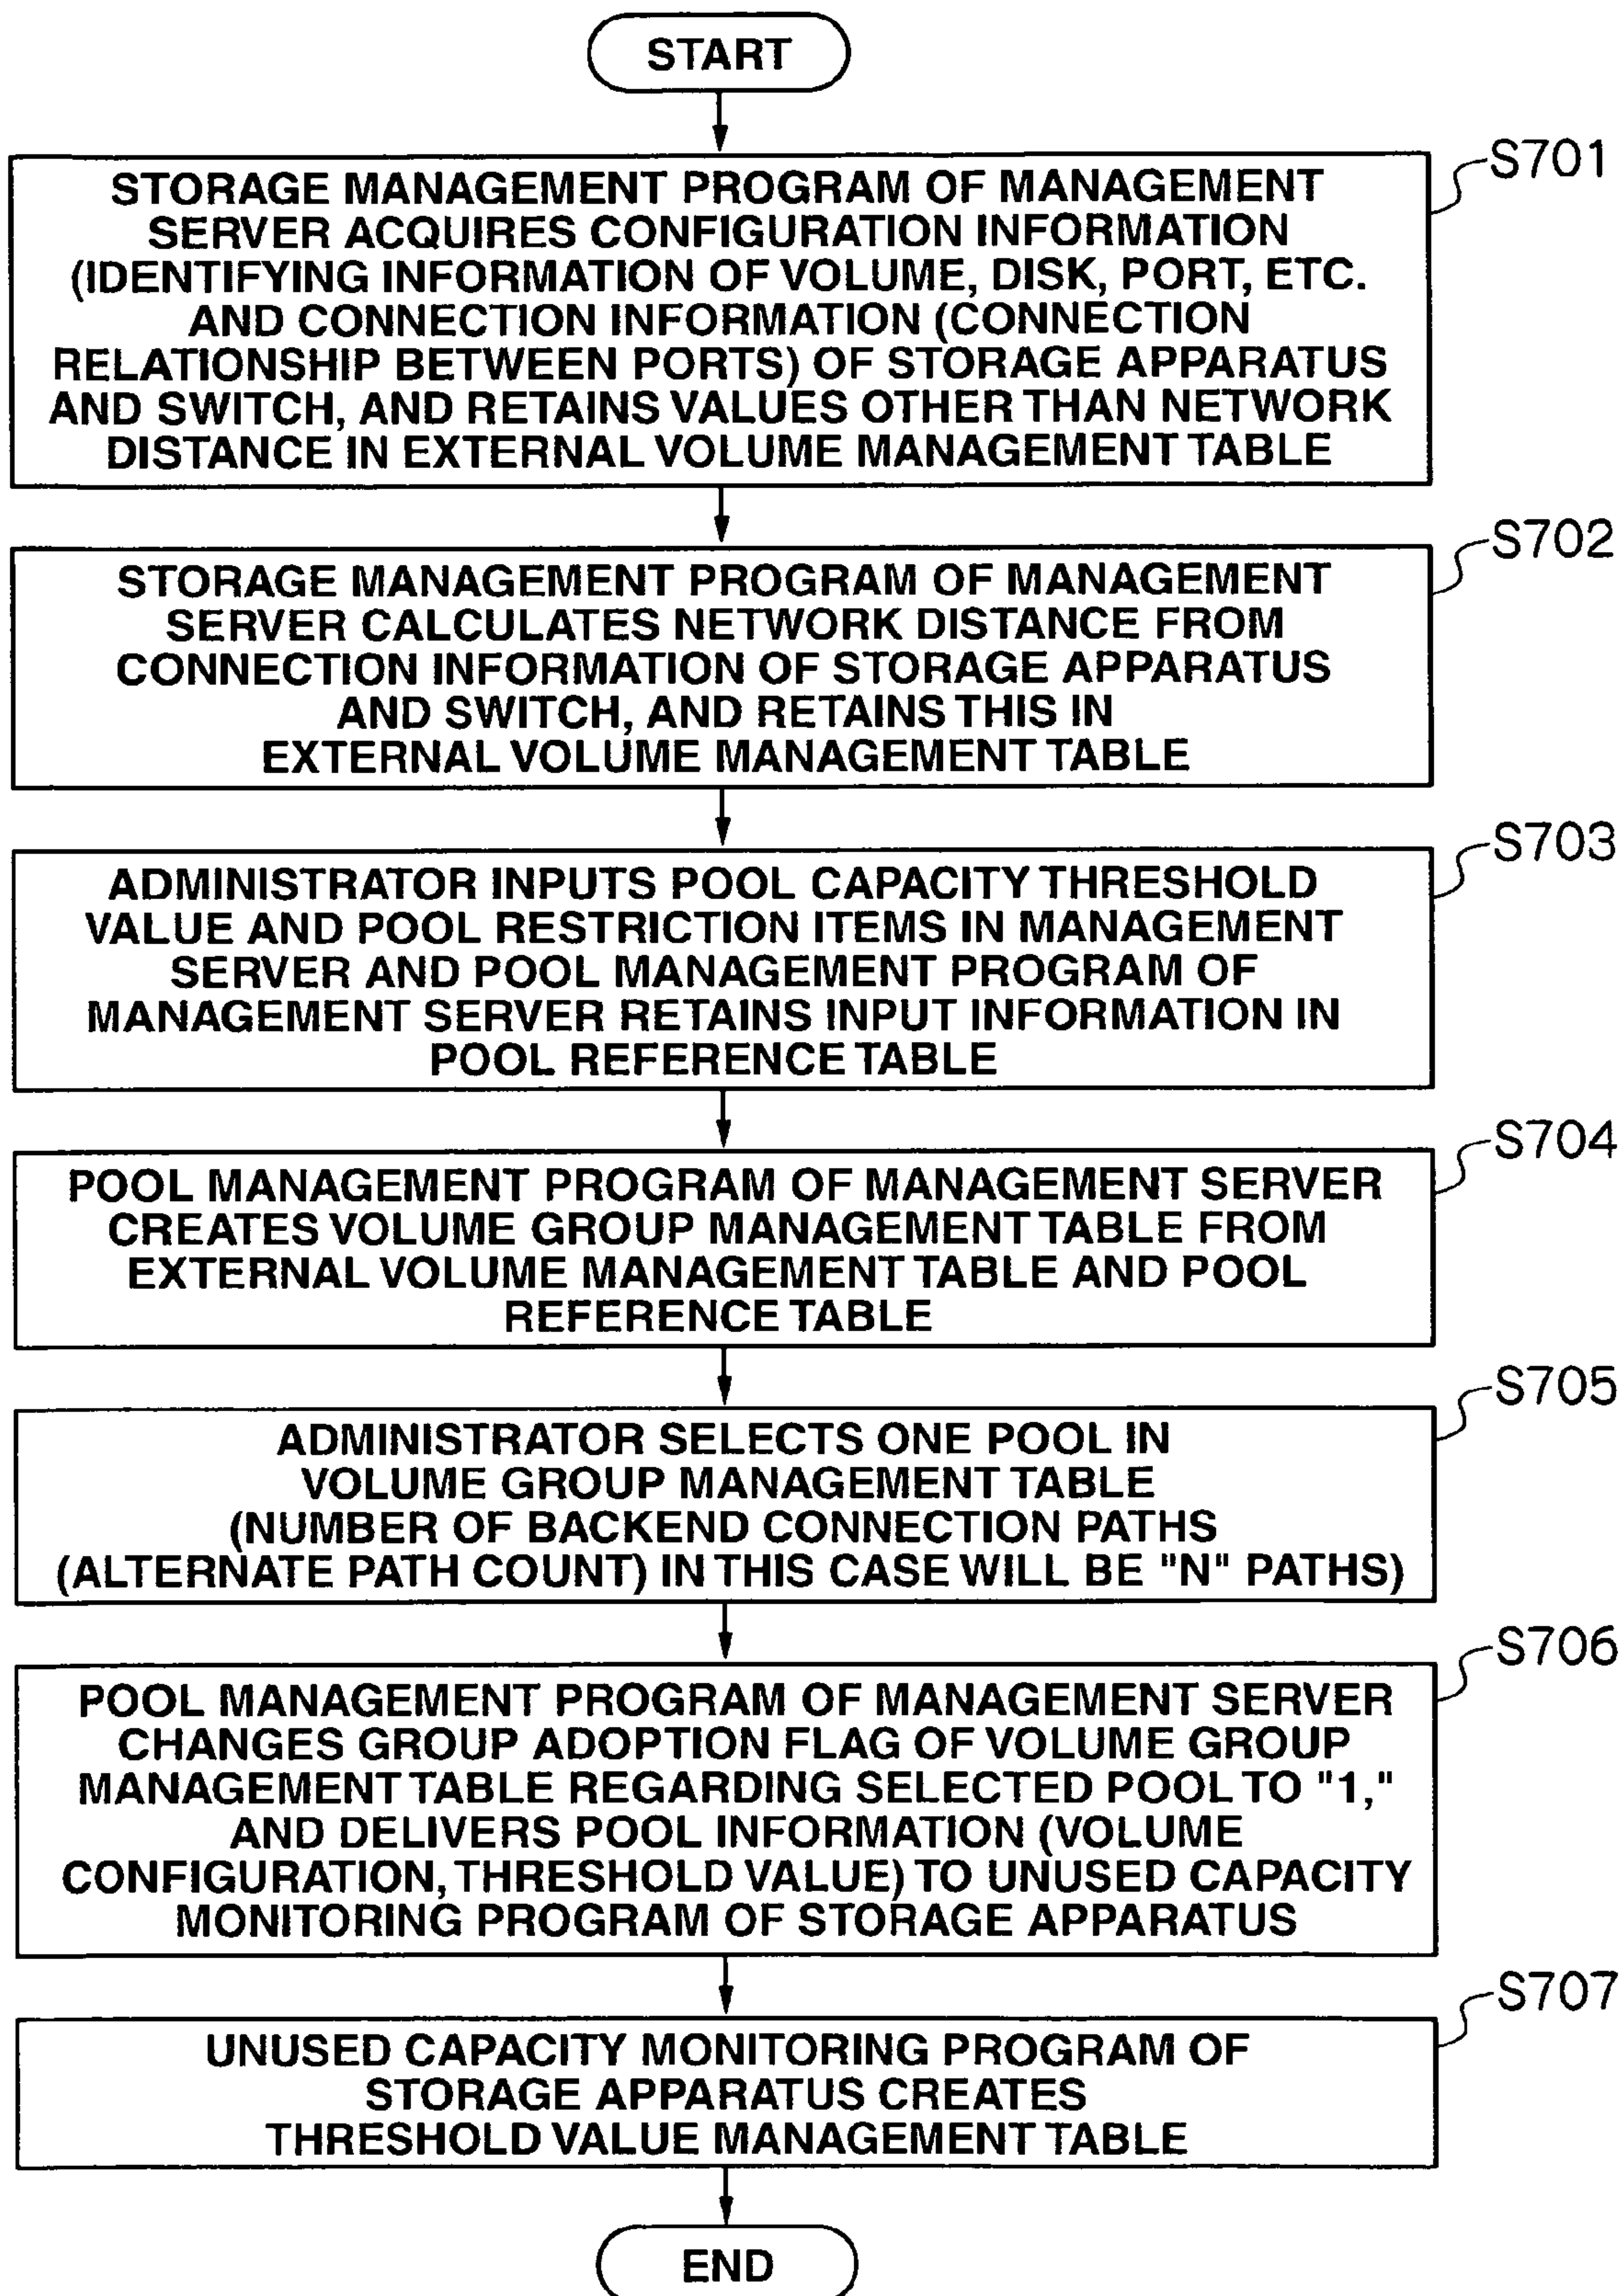 START
S701
STORAGE MANAGEMENT PROGRAM OF MANAGEMENT
SERVER ACQUIRES CONFIGURATION INFORMATION
(IDENTIFYING INFORMATION OF VOLUME, DISK, PORT, ETC.
AND CONNECTION INFORMATION (CONNECTION
RELATIONSHIP BETWEEN PORTS) OF STORAGE APPARATUS
AND SWITCH, AND RETAINS VALUES OTHER THAN NETWORK
DISTANCE IN EXTERNAL VOLUME MANAGEMENT TABLE
S702
STORAGE MANAGEMENT PROGRAM OF MANAGEMENT
SERVER CALCULATES NETWORK DISTANCE FROM
CONNECTION INFORMATION OF STORAGE APPARATUS
AND SWITCH, AND RETAINS THIS IN
EXTERNAL VOLUME MANAGEMENT TABLE
S703
ADMINISTRATOR INPUTS POOL CAPACITY THRESHOLD
VALUE AND POOL RESTRICTION ITEMS IN MANAGEMENT
SERVER AND POOL MANAGEMENT PROGRAM OF
MANAGEMENT SERVER RETAINS INPUT INFORMATION IN
POOL REFERENCE TABLE
S704
POOL MANAGEMENT PROGRAM OF MANAGEMENT SERVER
CREATES VOLUME GROUP MANAGEMENT TABLE FROM
EXTERNAL VOLUME MANAGEMENT TABLE AND POOL
REFERENCE TABLE
S705
ADMINISTRATOR SELECTS ONE POOL IN
VOLUME GROUP MANAGEMENT TABLE
(NUMBER OF BACKEND CONNECTION PATHS
(ALTERNATE PATH COUNT) IN THIS CASE WILL BE "N" PATHS)
S706
POOL MANAGEMENT PROGRAM OF MANAGEMENT SERVER
CHANGES GROUP ADOPTION FLAG OF VOLUME GROUP
MANAGEMENT TABLE REGARDING SELECTED POOL TO "1,"
AND DELIVERS POOL INFORMATION (VOLUME
CONFIGURATION, THRESHOLD VALUE) TO UNUSED CAPACITY
MONITORING PROGRAM OF STORAGE APPARATUS
S707
UNUSED CAPACITY MONITORING PROGRAM OF
STORAGE APPARATUS CREATES
THRESHOLD VALUE MANAGEMENT TABLE
END